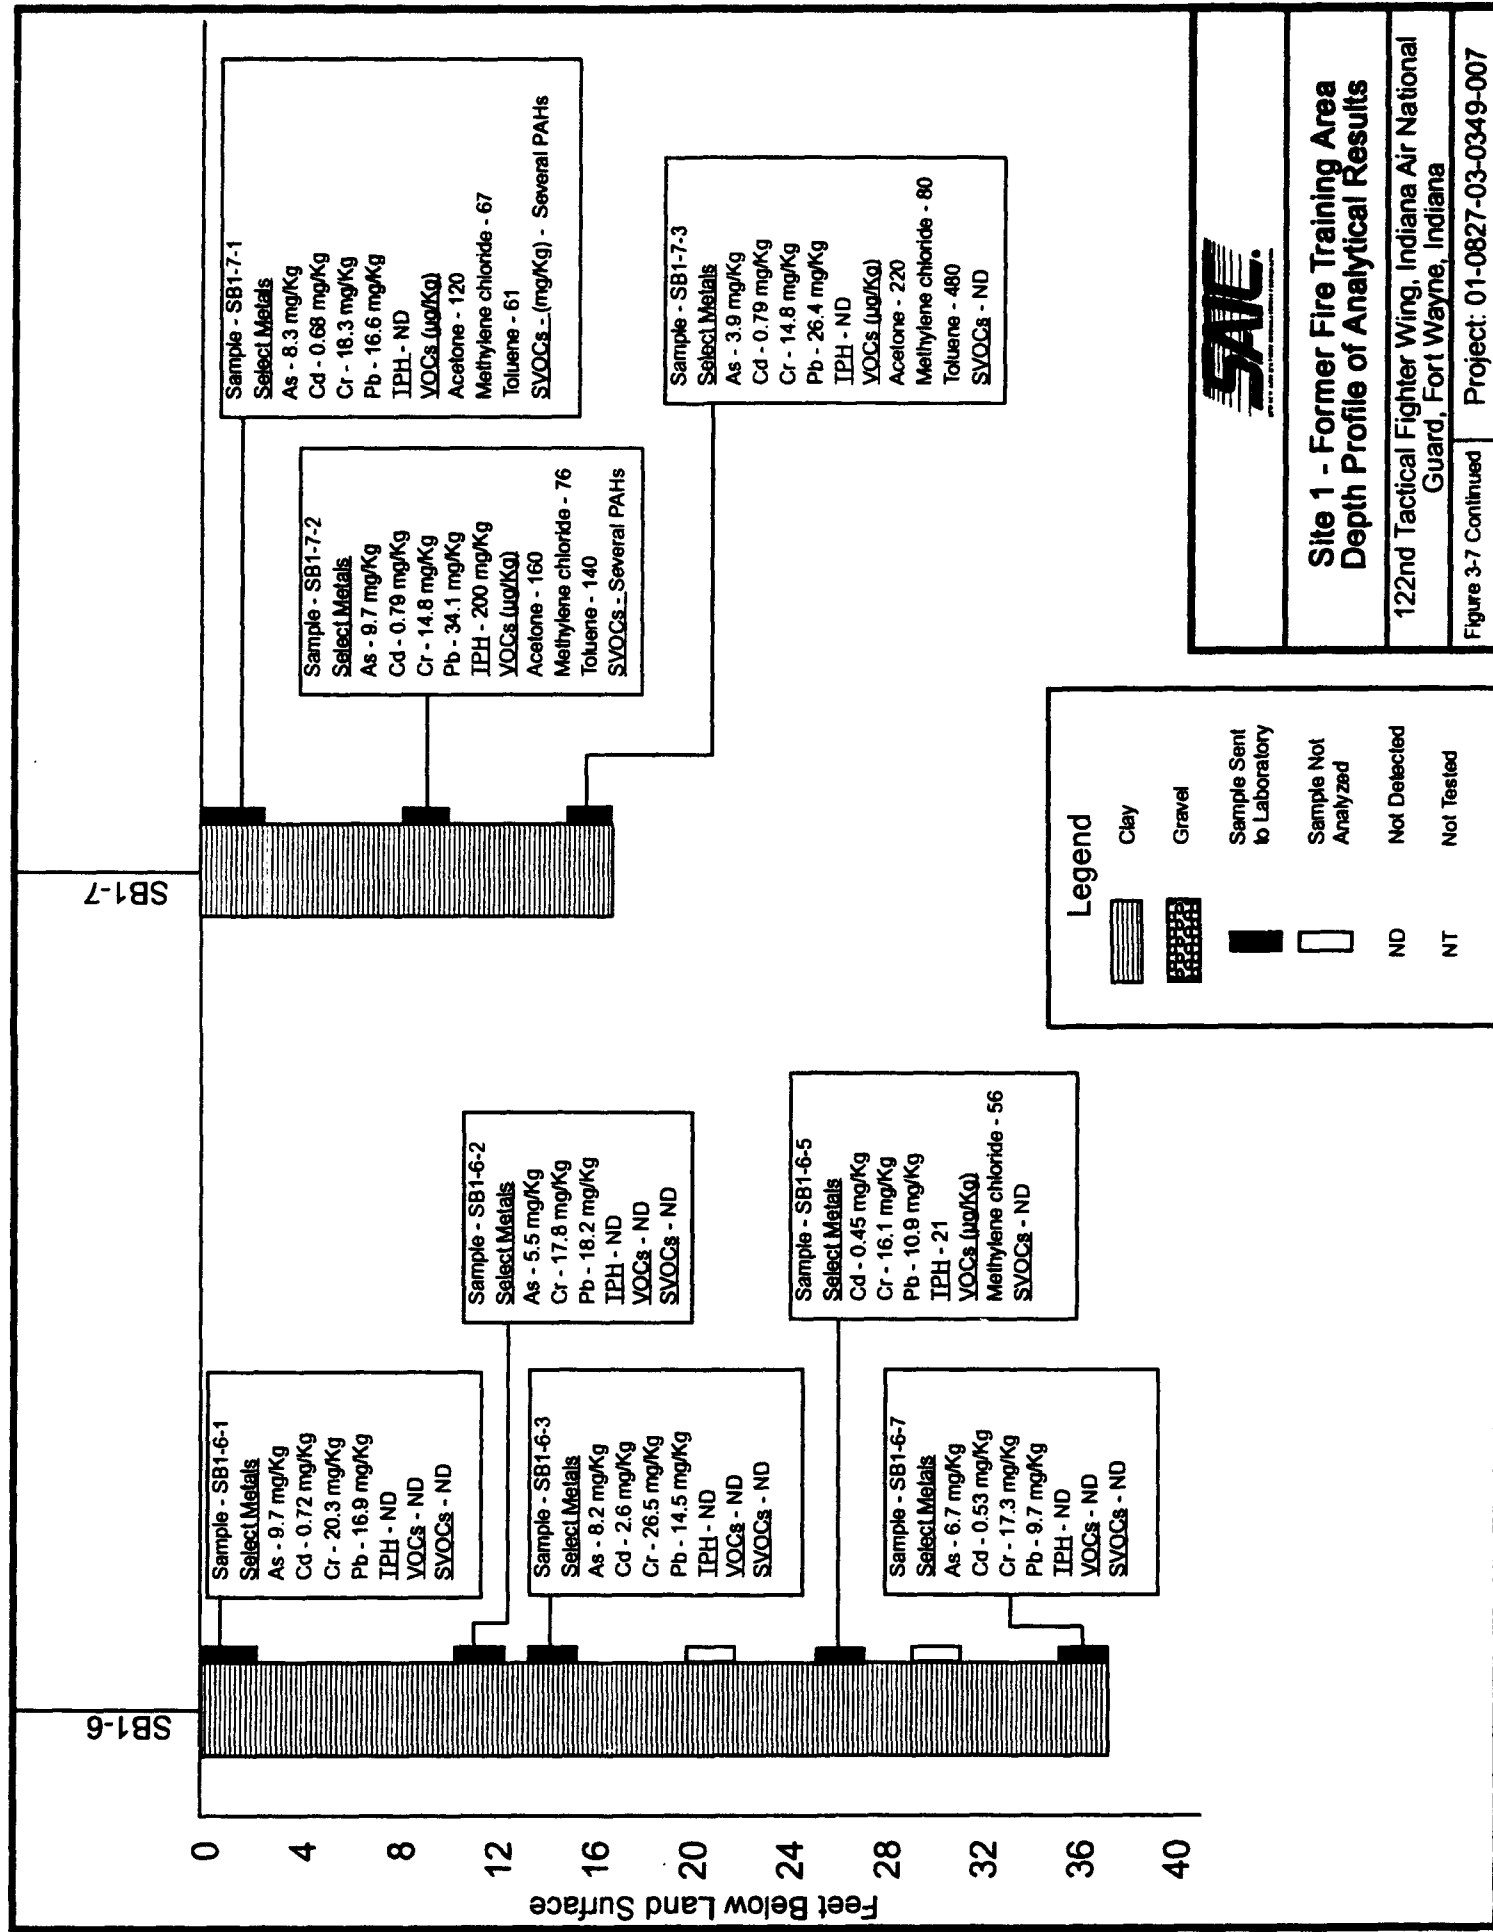 SB1-6
SB1-7
Feet Below Land Surface
0
4
8
12
16
20
24
28
32
36
40
Sample - SB1-6-1
Select Metals
As - 9.7 mg/Kg
Cd - 0.72 mg/Kg
Cr - 20.3 mg/Kg
Pb - 16.9 mg/Kg
TPH - ND
VOCs - ND
SVOCs - ND
Sample - SB1-6-2
Select Metals
As - 5.5 mg/Kg
Cr - 17.8 mg/Kg
Pb - 18.2 mg/Kg
TPH - ND
VOCs - ND
SVOCs - ND
Sample - SB1-6-3
Select Metals
As - 8.2 mg/Kg
Cd - 2.6 mg/Kg
Cr - 26.5 mg/Kg
Pb - 14.5 mg/Kg
TPH - ND
VOCs - ND
SVOCs - ND
Sample - SB1-6-5
Select Metals
Cd - 0.45 mg/Kg
Cr - 16.1 mg/Kg
Pb - 10.9 mg/Kg
TPH - 21
VOCs (µg/Kg)
Methylene chloride - 56
SVOCs - ND
Sample - SB1-6-7
Select Metals
As - 6.7 mg/Kg
Cd - 0.53 mg/Kg
Cr - 17.3 mg/Kg
Pb - 9.7 mg/Kg
TPH - ND
VOCs - ND
SVOCs - ND
Sample - SB1-7-1
Select Metals
As - 8.3 mg/Kg
Cd - 0.68 mg/Kg
Cr - 18.3 mg/Kg
Pb - 16.6 mg/Kg
TPH - ND
VOCs (µg/Kg)
Acetone - 120
Methylene chloride - 67
Toluene - 61
SVOCs - (mg/Kg) - Several PAHs
Sample - SB1-7-2
Select Metals
As - 9.7 mg/Kg
Cd - 0.79 mg/Kg
Cr - 14.8 mg/Kg
Pb - 34.1 mg/Kg
TPH - 200 mg/Kg
VOCs (µg/Kg)
Acetone - 160
Methylene chloride - 76
Toluene - 140
SVOCs - Several PAHs
Sample - SB1-7-3
Select Metals
As - 3.9 mg/Kg
Cd - 0.79 mg/Kg
Cr - 14.8 mg/Kg
Pb - 26.4 mg/Kg
TPH - ND
VOCs (µg/Kg)
Acetone - 220
Methylene chloride - 80
Toluene - 480
SVOCs - ND
Legend
Clay
Gravel
Sample Sent
to Laboratory
Sample Not
Analyzed
ND Not Detected
NT Not Tested
SAIC
Site 1 - Former Fire Training Area
Depth Profile of Analytical Results
122nd Tactical Fighter Wing, Indiana Air National
Guard, Fort Wayne, Indiana
Figure 3-7 Continued
Project: 01-0827-03-0349-007